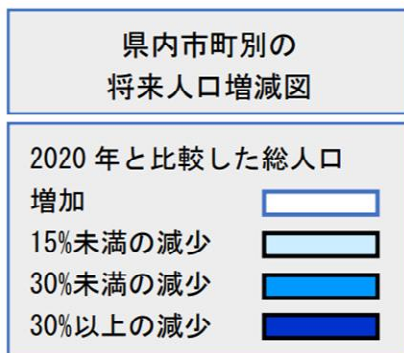 県内市町別の
将来人口増減図
2020 年と比較した総人口
増加
15%未満の減少
30%未満の減少
30%以上の減少